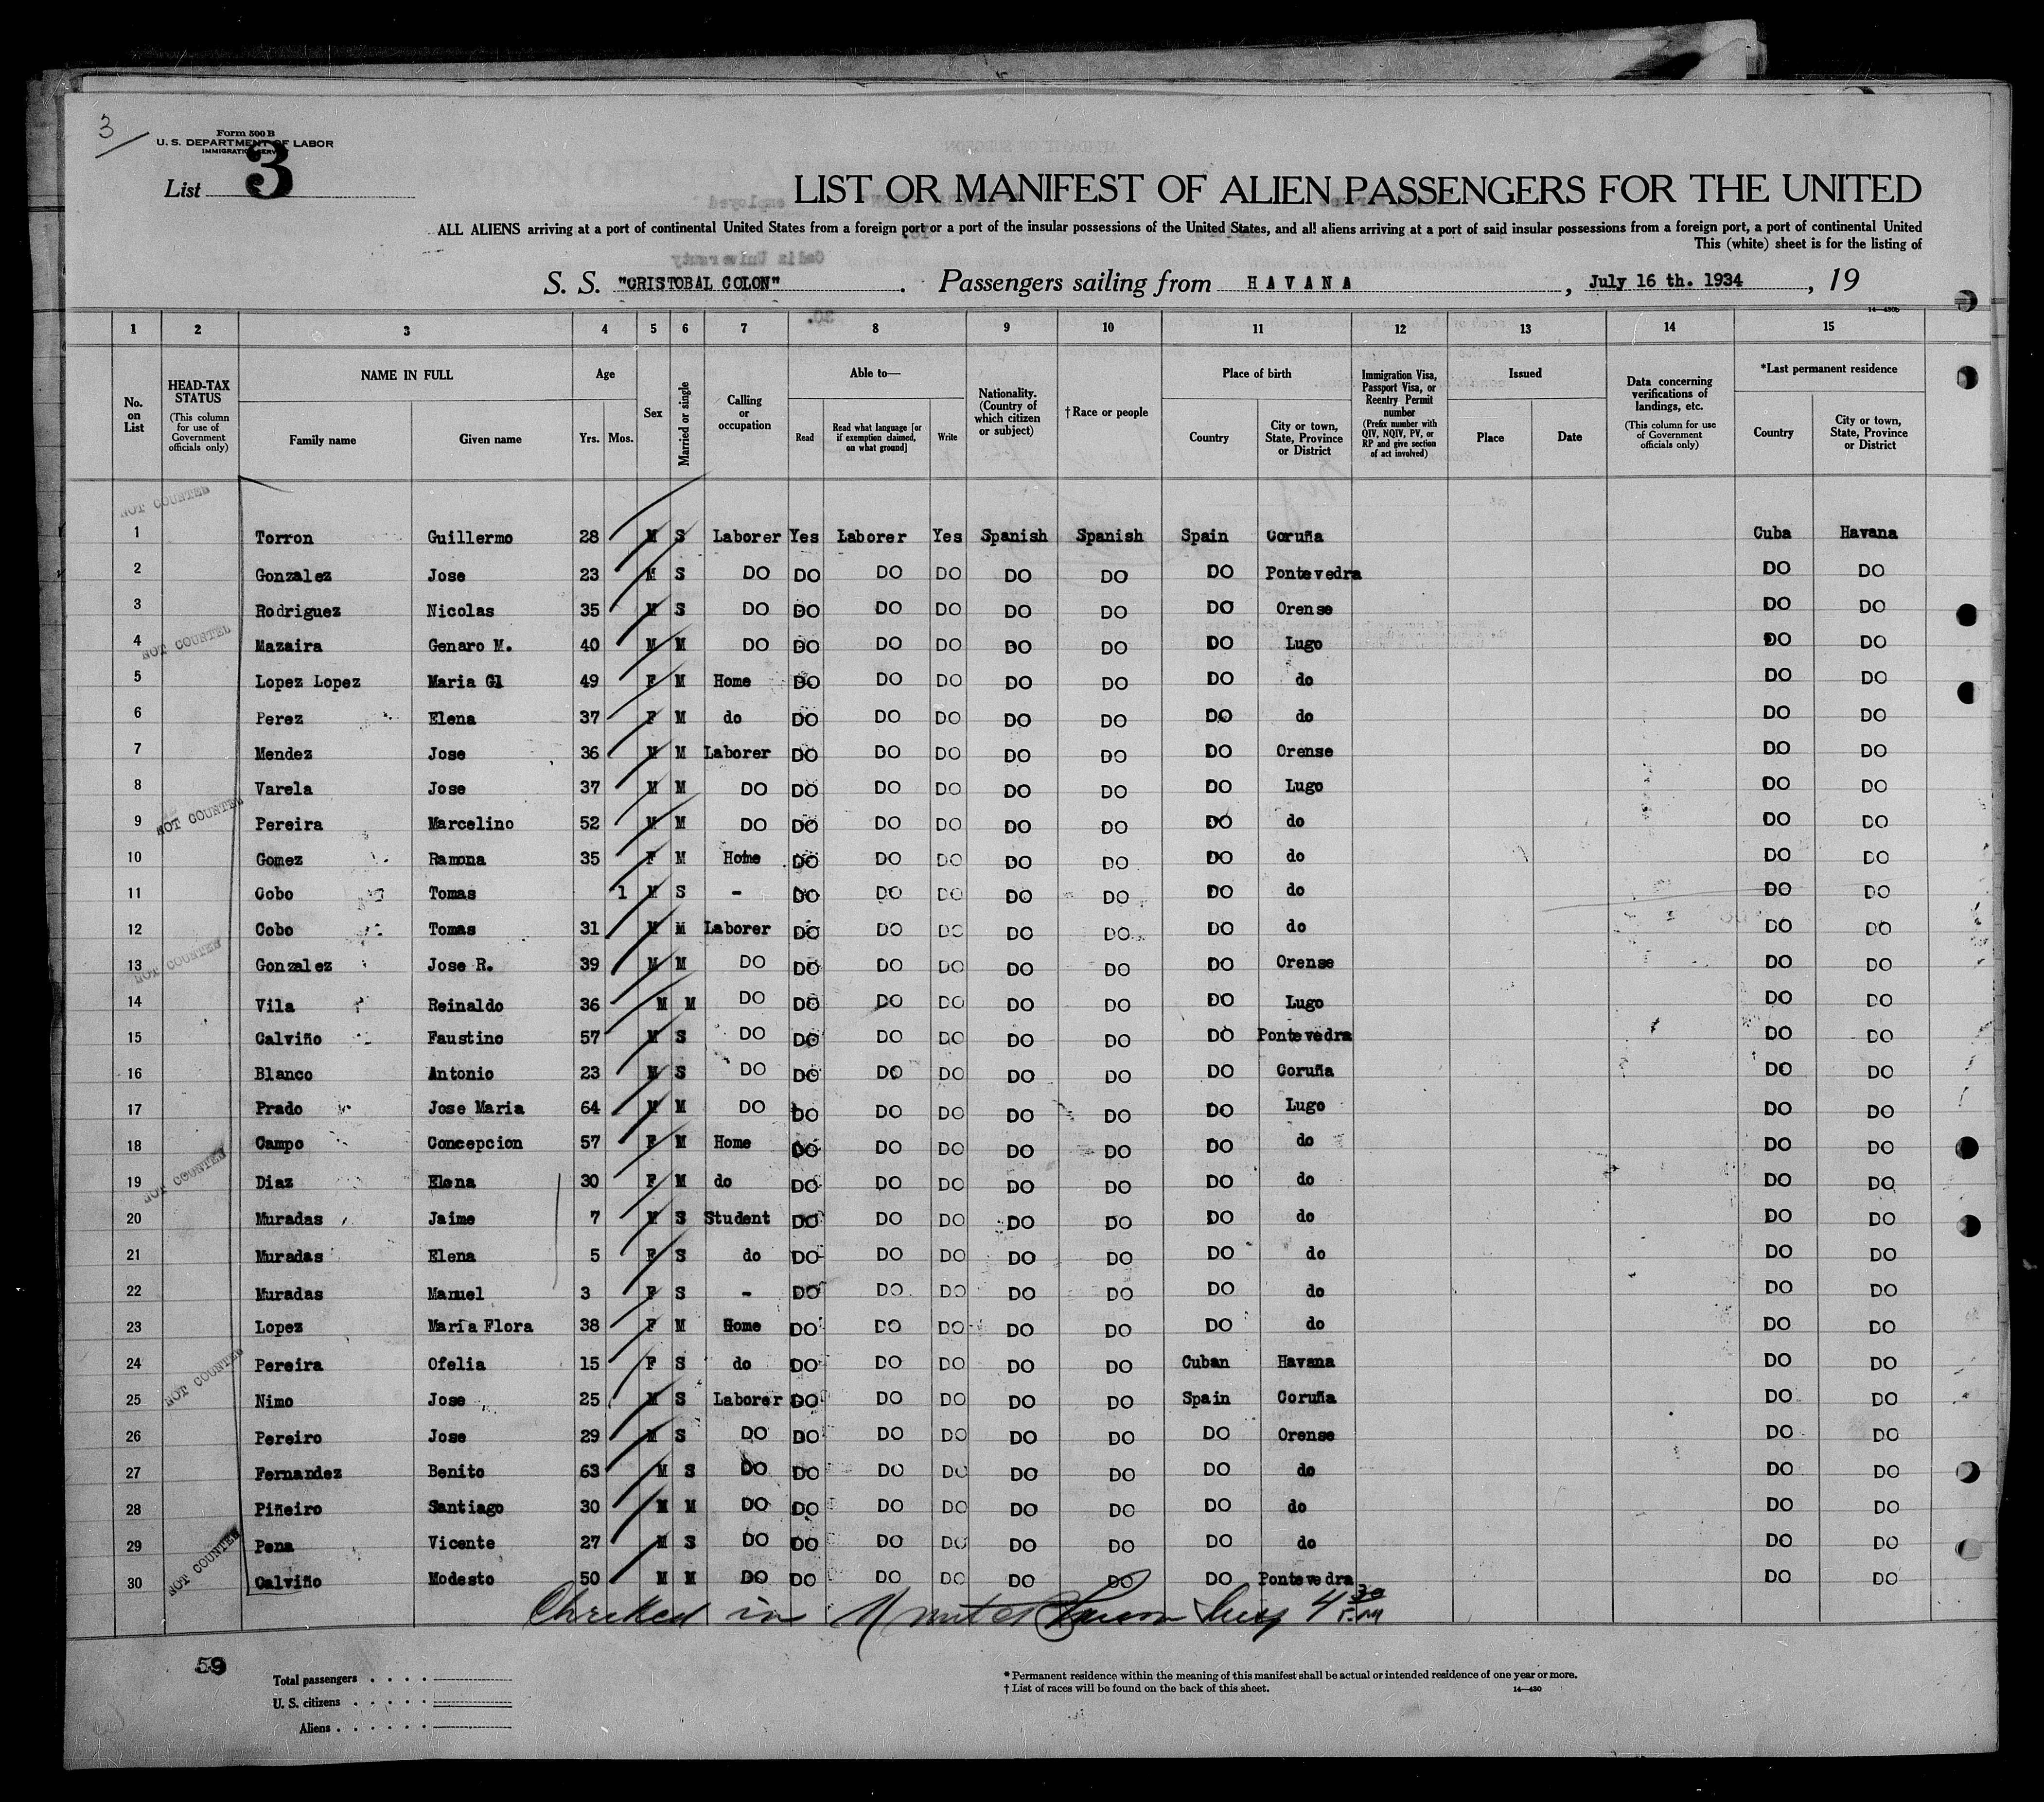 3
Form 500 B
U. S. DEPARTMENT OF LABOR
IMMIGRATION SERVICE
List 3
LIST OR MANIFEST OF ALIEN PASSENGERS FOR THE UNITED
ALL ALIENS arriving at a port of continental United States from a foreign port or a port of the insular possessions of the United States, and all aliens arriving at a port of said insular possessions from a foreign port, a port of continental United
This (white) sheet is for the listing of
S. S. "CRISTOBAL COLON" . Passengers sailing from HAVANA , July 16 th. 1934 , 19
14—430b
1 2 3 4 5 6 7 8 9 10 11 12 13 14 15
No. on List
HEAD-TAX STATUS (This column for use of Government officials only)
NAME IN FULL Family name Given name
Age Yrs. Mos.
Sex
Married or single
Calling or occupation
Able to— Read Read what language [or if exemption claimed, on what ground] Write
Nationality. (Country of which citizen or subject)
† Race or people
Place of birth Country City or town, State, Province or District
Immigration Visa, Passport Visa, or Reentry Permit number (Prefix number with QIV, NQIV, PV, or RP and give section of act involved)
Issued Place Date
Data concerning verifications of landings, etc. (This column for use of Government officials only)
*Last permanent residence Country City or town, State, Province or District
NOT COUNTED
1 Torron Guillermo 28 M S Laborer Yes Laborer Yes Spanish Spanish Spain Coruña Cuba Havana
2 Gonzalez Jose 23 M S DO DO DO DO DO DO DO Pontevedra DO DO
3 Rodriguez Nicolas 35 M S DO DO DO DO DO DO DO Orense DO DO
NOT COUNTED
4 Mazaira Genaro M. 40 M M DO DO DO DO DO DO DO Lugo DO DO
5 Lopez Lopez Maria Gl 49 F M Home DO DO DO DO DO DO do DO DO
6 Perez Elena 37 F M do DO DO DO DO DO DO do DO DO
7 Mendez Jose 36 M M Laborer DO DO DO DO DO DO Orense DO DO
8 Varela Jose 37 M M DO DO DO DO DO DO DO Lugo DO DO
NOT COUNTED
9 Pereira Marcelino 52 M M DO DO DO DO DO DO DO do DO DO
10 Gomez Ramona 35 F M Home DO DO DO DO DO DO do DO DO
11 Cobo Tomas 1 M S - DO DO DO DO DO DO do DO DO
12 Cobo Tomas 31 M M Laborer DO DO DO DO DO DO do DO DO
NOT COUNTED
13 Gonzalez Jose R. 39 M M DO DO DO DO DO DO DO Orense DO DO
14 Vila Reinaldo 36 M M DO DO DO DO DO DO DO Lugo DO DO
15 Calviño Faustino 57 M S DO DO DO DO DO DO DO Pontevedra DO DO
16 Blanco Antonio 23 M S DO DO DO DO DO DO DO Coruña DO DO
17 Prado Jose Maria 64 M M DO DO DO DO DO DO DO Lugo DO DO
18 Campo Concepcion 57 F M Home DO DO DO DO DO DO do DO DO
NOT COUNTED
19 Diaz Elena 30 F M do DO DO DO DO DO DO do DO DO
20 Muradas Jaime 7 M S Student DO DO DO DO DO DO do DO DO
21 Muradas Elena 5 F S do DO DO DO DO DO DO do DO DO
22 Muradas Manuel 3 F S - DO DO DO DO DO DO do DO DO
23 Lopez Maria Flora 38 F M Home DO DO DO DO DO DO do DO DO
24 Pereira Ofelia 15 F S do DO DO DO DO DO Cuban Havana DO DO
NOT COUNTED
25 Nimo Jose 25 M S Laborer DO DO DO DO DO Spain Coruña DO DO
26 Pereiro Jose 29 M S DO DO DO DO DO DO DO Orense DO DO
27 Fernandez Benito 63 M S DO DO DO DO DO DO DO do DO DO
28 Piñeiro Santiago 30 M M DO DO DO DO DO DO DO do DO DO
29 Pena Vicente 27 M S DO DO DO DO DO DO DO do DO DO
NOT COUNTED
30 Calviño Modesto 50 M M DO DO DO DO DO DO DO Pontevedra DO DO
Checked in 4 30 P.M
59
Total passengers
U. S. citizens
Aliens
* Permanent residence within the meaning of this manifest shall be actual or intended residence of one year or more.
† List of races will be found on the back of this sheet. 14—430